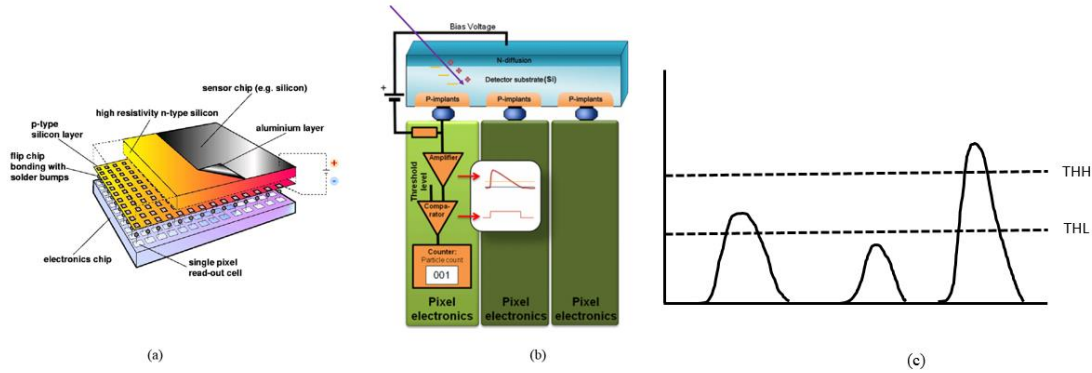 sensor chip (e.g. silicon)
high resistivity n-type silicon
p-type
silicon layer
aluminium layer
flip chip
bonding with
solder bumps
electronics chip
single pixel
read-out cell
+
(a)
Bias Voltage
N-diffusion
Detector substrate(Si)
P-implants
P-implants
P-implants
+
Amplifier
Threshold
level
Compa-
rator
Counter:
Particle count
001
Pixel
electronics
Pixel
electronics
Pixel
electronics
(b)
THH
THL
(c)